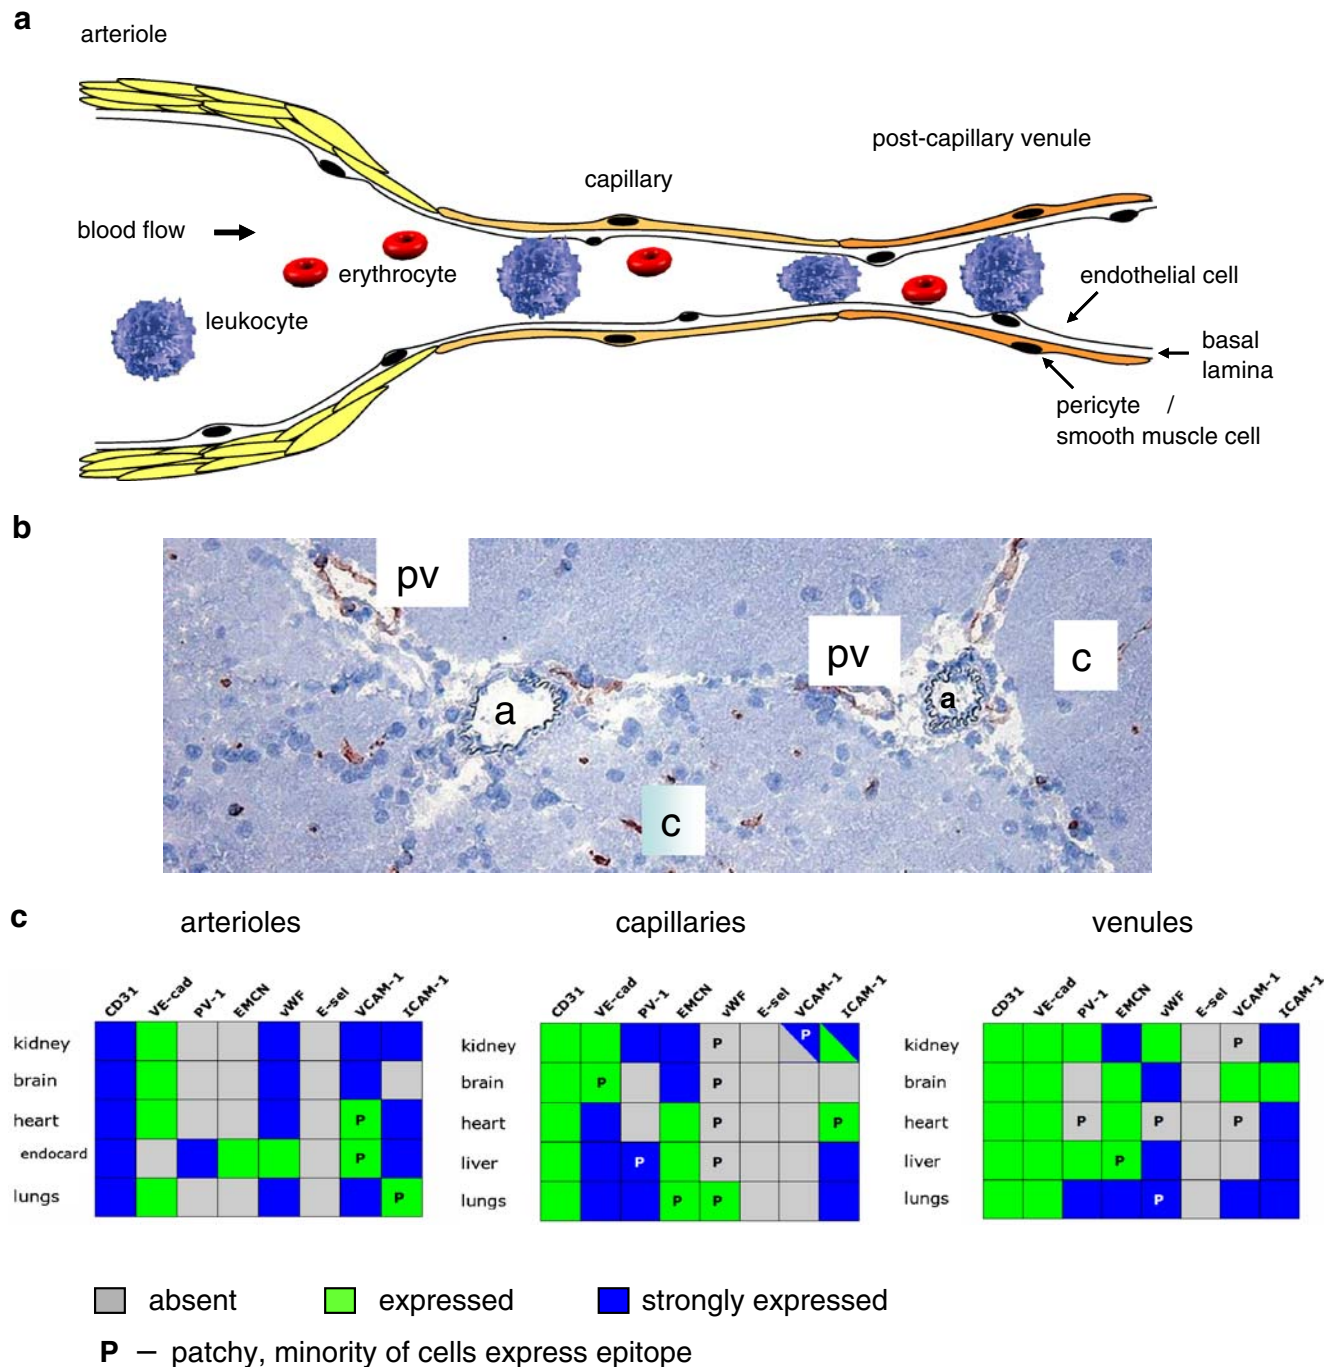 a
arteriole
post-capillary venule
capillary
blood flow
erythrocyte
endothelial cell
leukocyte
basal
lamina
pericyte /
smooth muscle cell
b
pv
pv
c
a
a
c
c
arterioles
capillaries
venules
CD31 VE-cad PV-1 EMCN vWF E-sel VCAM-1 ICAM-1
kidney
brain
heart P
endocard P
lungs P
CD31 VE-cad PV-1 EMCN vWF E-sel VCAM-1 ICAM-1
kidney P P
brain P P
heart P P
liver P P
lungs P P
CD31 VE-cad PV-1 EMCN vWF E-sel VCAM-1 ICAM-1
kidney P
brain
heart P P P
liver P
lungs P
absent
expressed
strongly expressed
P – patchy, minority of cells express epitope